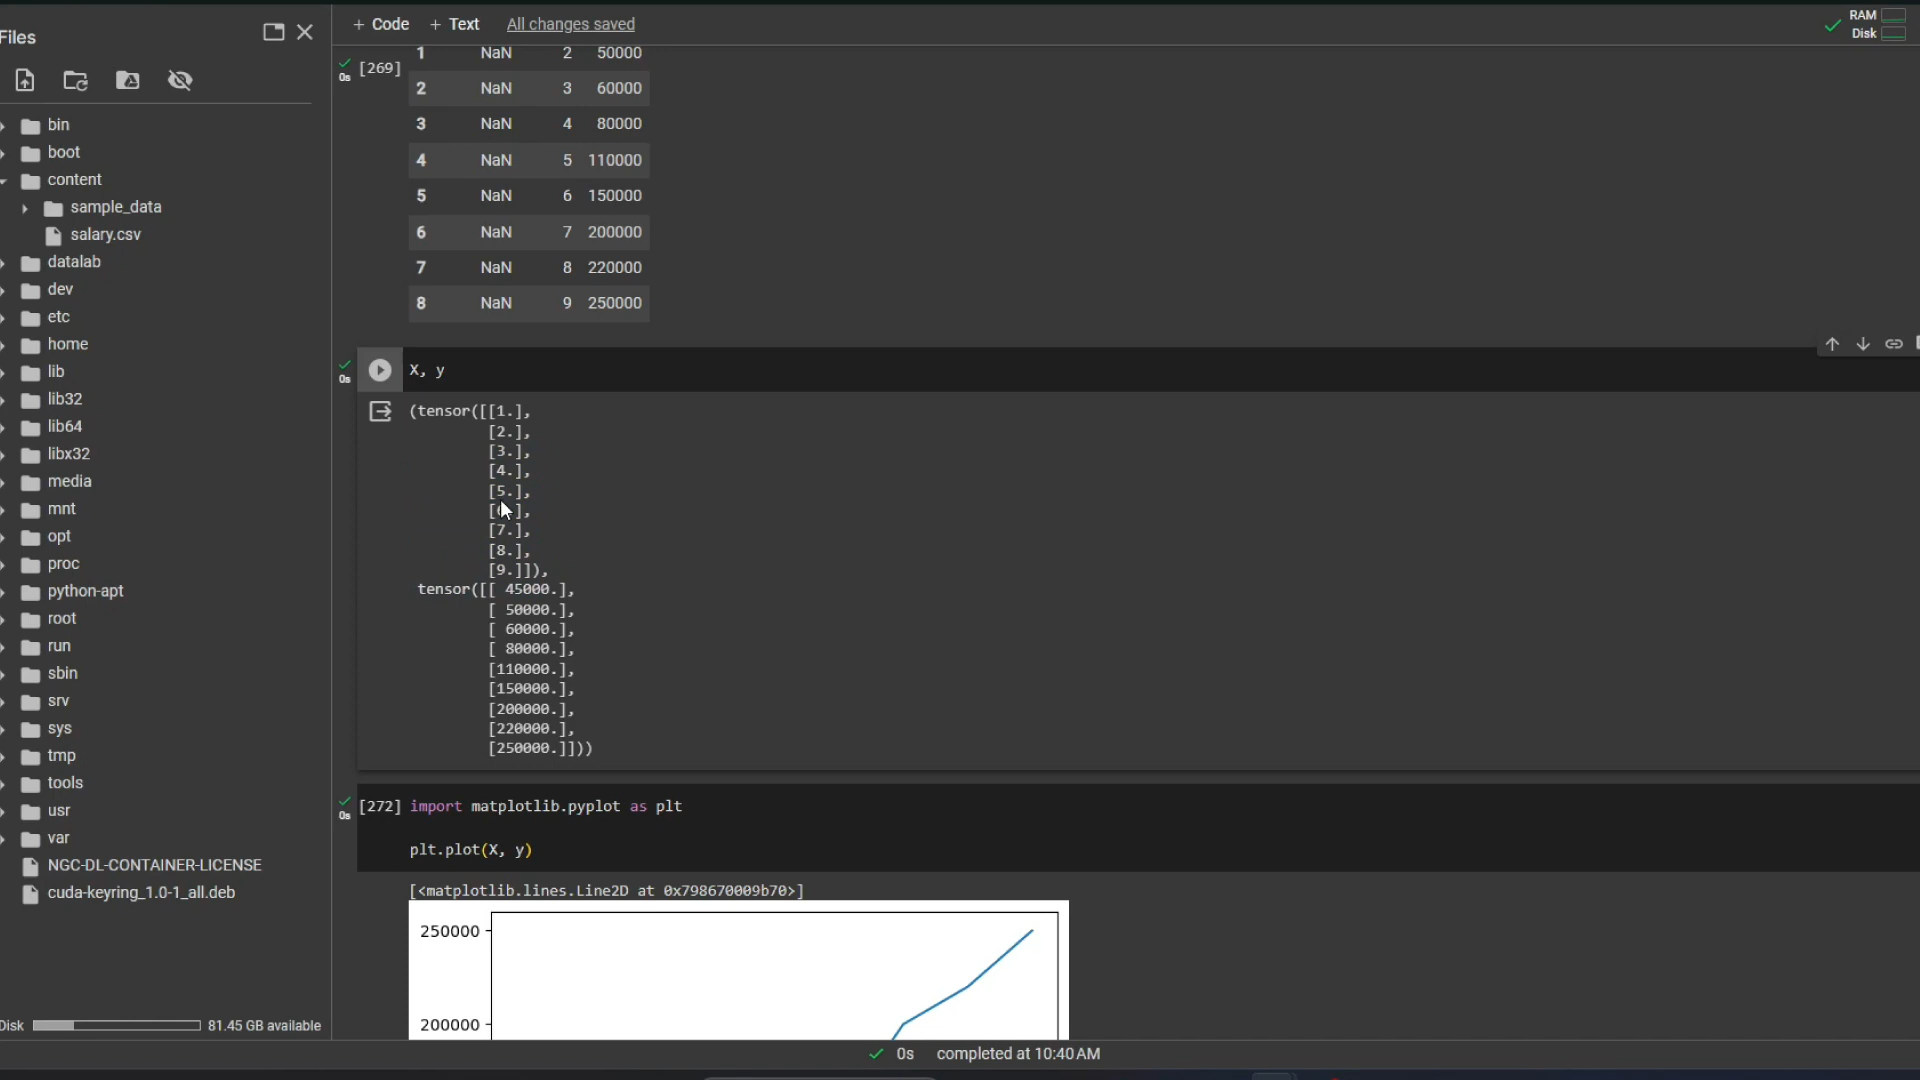 Files
+ Code + Text All changes saved
RAM
Disk
bin
boot
content
sample_data
salary.csv
datalab
dev
etc
home
lib
lib32
lib64
libx32
media
mnt
opt
proc
python-apt
root
run
sbin
srv
sys
tmp
tools
usr
var
NGC-DL-CONTAINER-LICENSE
cuda-keyring_1.0-1_all.deb
Disk 81.45 GB available
0s [269]
1 NaN 2 50000
2 NaN 3 60000
3 NaN 4 80000
4 NaN 5 110000
5 NaN 6 150000
6 NaN 7 200000
7 NaN 8 220000
8 NaN 9 250000
0s X, y
(tensor([[1.],
[2.],
[3.],
[4.],
[5.],
[6.],
[7.],
[8.],
[9.]]),
tensor([[ 45000.],
[ 50000.],
[ 60000.],
[ 80000.],
[110000.],
[150000.],
[200000.],
[220000.],
[250000.]]))
0s [272] import matplotlib.pyplot as plt
plt.plot(X, y)
[<matplotlib.lines.Line2D at 0x798670009b70>]
250000
200000
0s completed at 10:40 AM